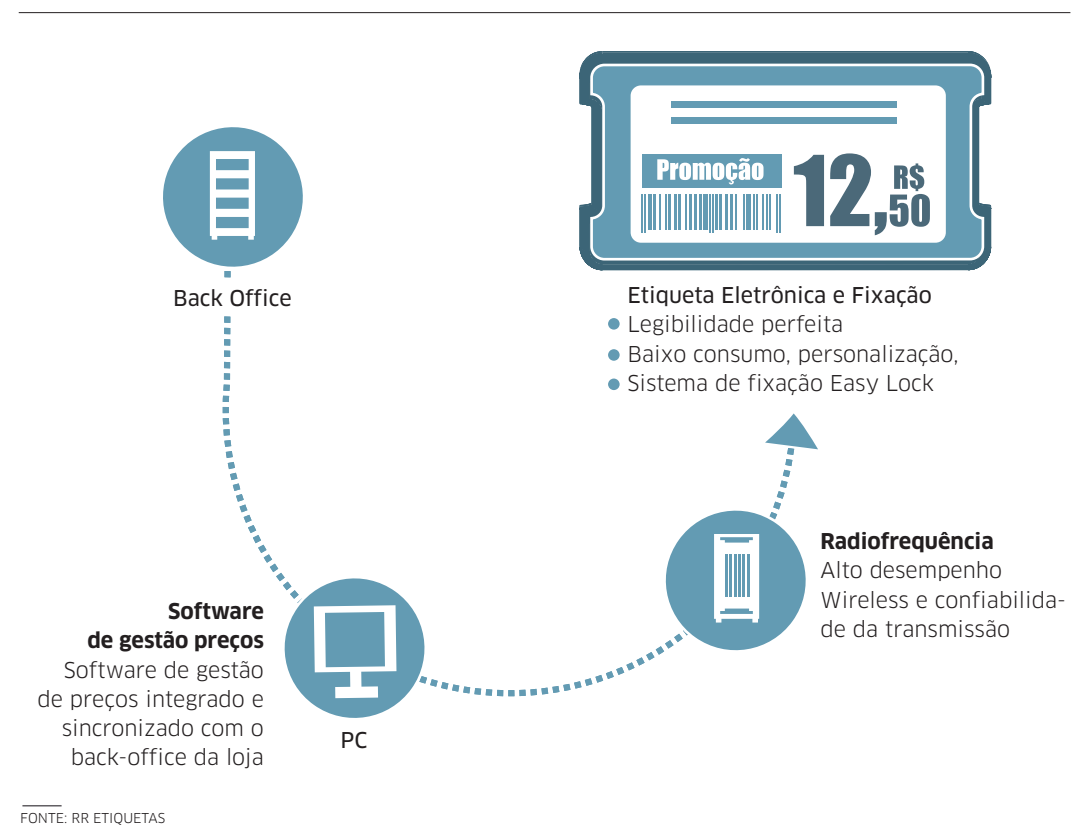 Back Office
Promoção
12,50
R$
Etiqueta Eletrônica e Fixação
Legibilidade perfeita
Baixo consumo, personalização,
Sistema de fixação Easy Lock
Software
de gestão preços
Software de gestão
de preços integrado e
sincronizado com o
back-office da loja
PC
Radiofrequência
Alto desempenho
Wireless e confiabilida-
de da transmissão
FONTE: RR ETIQUETAS